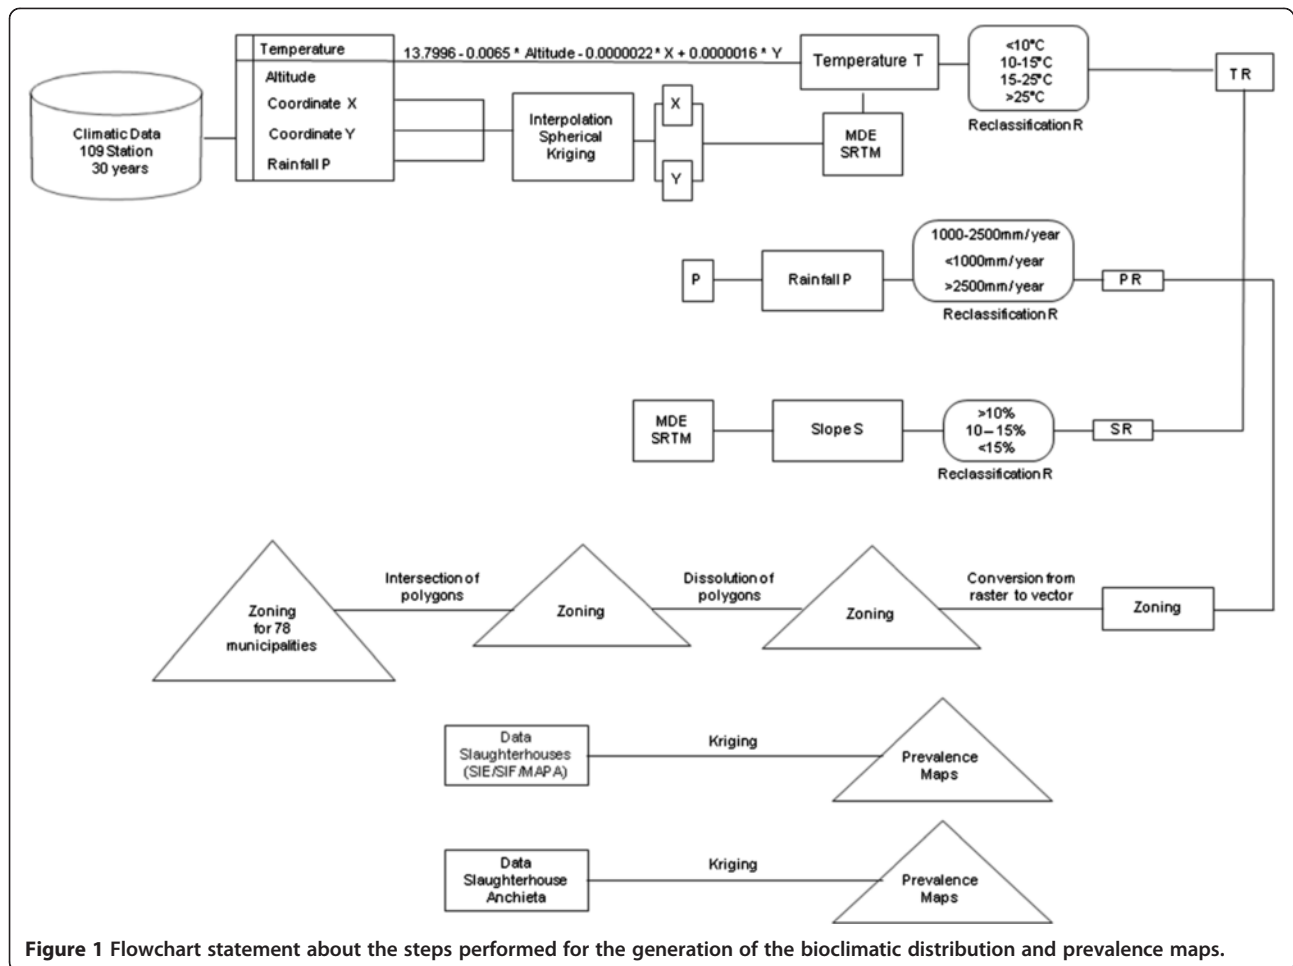 Temperature
13.7996 - 0.0065 * Altitude - 0.0000022 * X + 0.0000016 * Y
Altitude
Coordinate X
Coordinate Y
Rainfall P
Climatic Data
109 Station
30 years
Interpolation
Spherical
Kriging
X
Y
Temperature T
MDE
SRTM
<10°C
10-15°C
15-25°C
>25°C
Reclassification R
TR
P
Rainfall P
1000-2500mm/year
<1000mm/year
>2500mm/year
Reclassification R
PR
MDE
SRTM
Slope S
>10%
10-15%
<15%
Reclassification R
SR
Zoning
for 78
municipalities
Intersection of
polygons
Zoning
Dissolution of
polygons
Zoning
Conversion from
raster to vector
Zoning
Data
Slaughterhouses
(SIE/SIF/MAPA)
Kriging
Prevalence
Maps
Data
Slaughterhouse
Anchieta
Kriging
Prevalence
Maps
Figure 1 Flowchart statement about the steps performed for the generation of the bioclimatic distribution and prevalence maps.